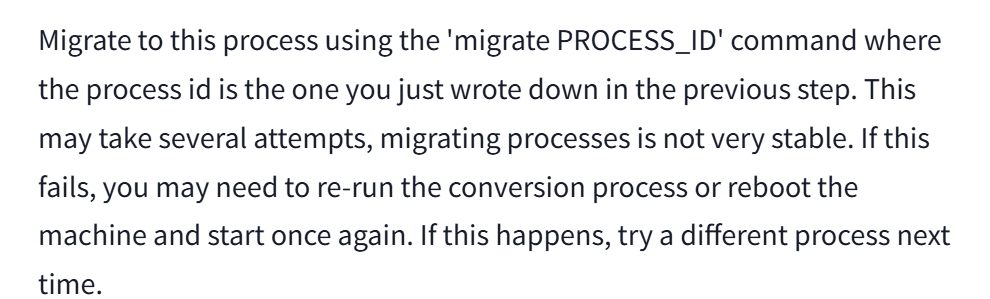 Migrate to this process using the 'migrate PROCESS_ID' command where
the process id is the one you just wrote down in the previous step. This
may take several attempts, migrating processes is not very stable. If this
fails, you may need to re-run the conversion process or reboot the
machine and start once again. If this happens, try a different process next
time.